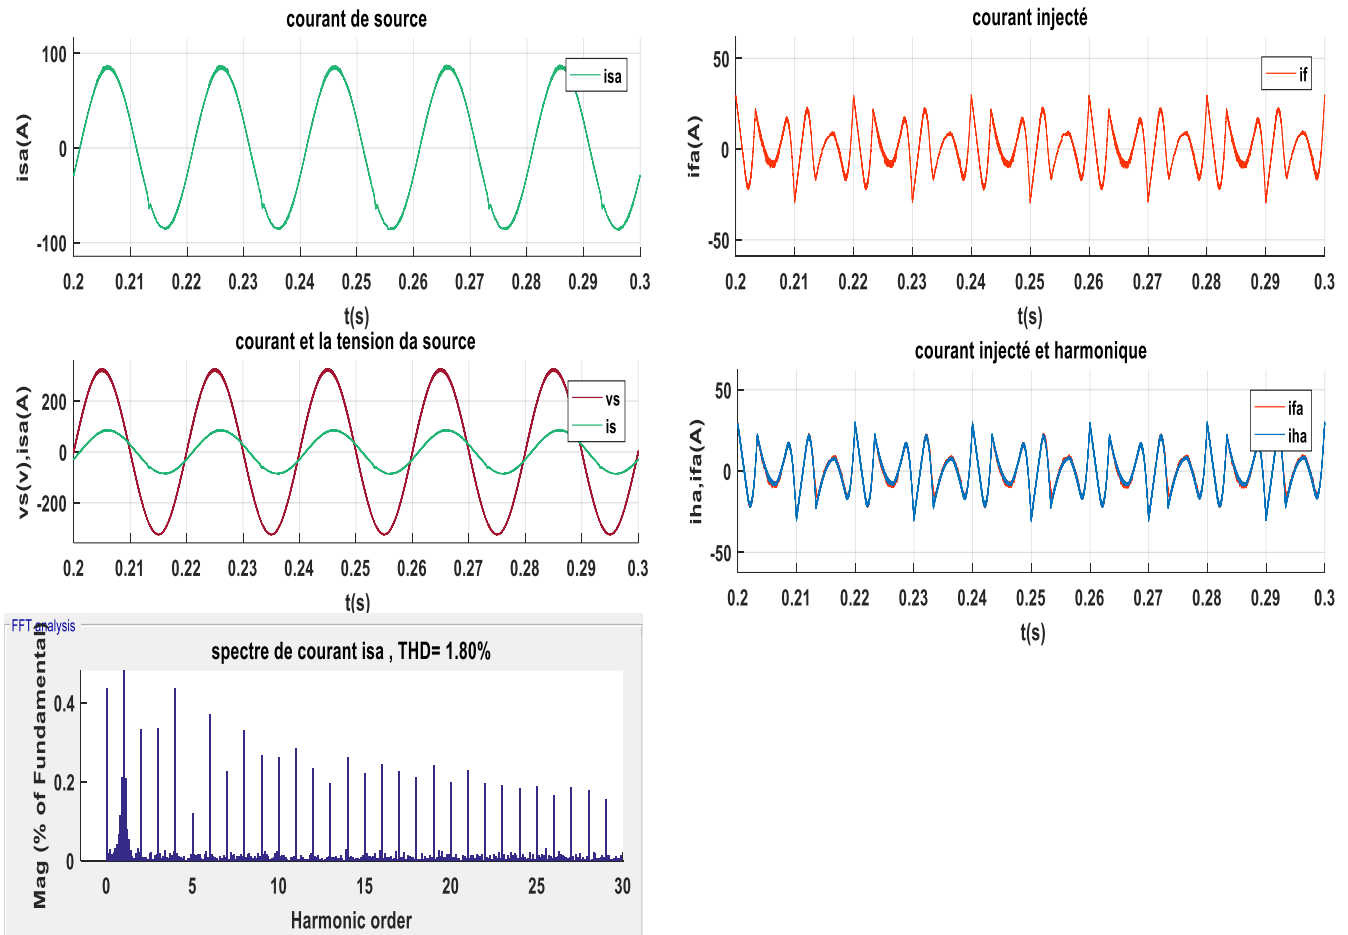 courant de source
isa(A)
100
0
-100
isa
0.2 0.21 0.22 0.23 0.24 0.25 0.26 0.27 0.28 0.29 0.3
t(s)
courant injecté
ifa(A)
50
0
-50
if
0.2 0.21 0.22 0.23 0.24 0.25 0.26 0.27 0.28 0.29 0.3
t(s)
courant et la tension da source
vs(v),isa(A)
200
0
-200
vs
is
0.2 0.21 0.22 0.23 0.24 0.25 0.26 0.27 0.28 0.29 0.3
t(s)
courant injecté et harmonique
iha,ifa(A)
50
0
-50
ifa
iha
0.2 0.21 0.22 0.23 0.24 0.25 0.26 0.27 0.28 0.29 0.3
t(s)
FFT analysis
spectre de courant isa , THD= 1.80%
Mag (% of Fundamental)
0.4
0.2
0
0 5 10 15 20 25 30
Harmonic order